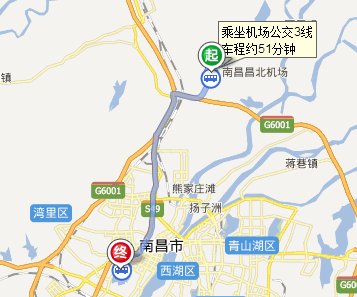 乘坐机场公交3线
车程约51分钟
起
南昌昌北机场
镇
G6001
蒋巷镇
G6001
熊家庄滩
扬子洲
湾里区
S49
终
南昌市
青山湖区
西湖区